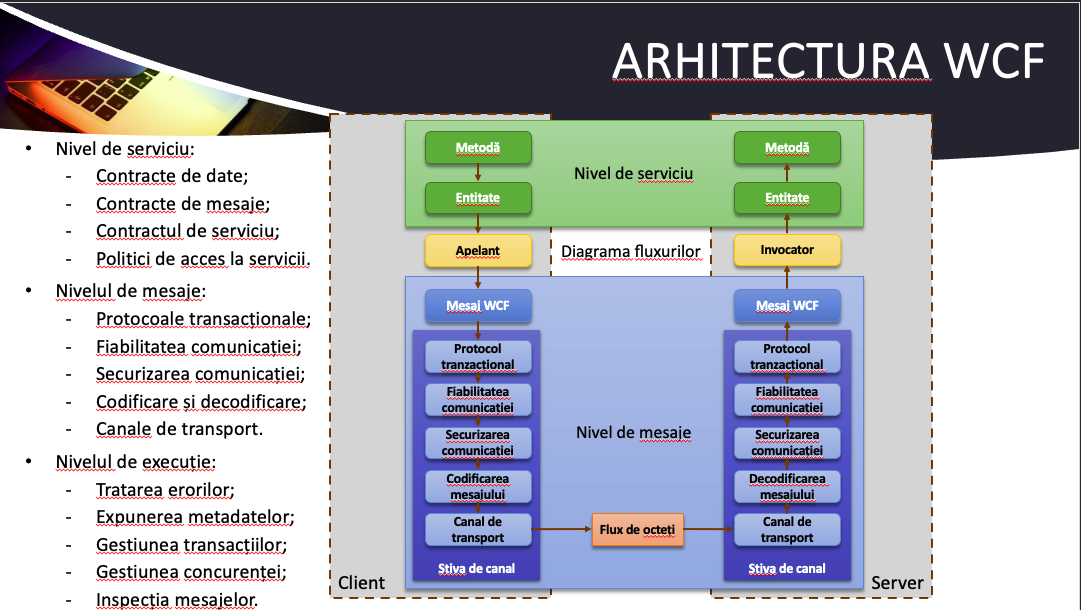 ARHITECTURA WCF
• Nivel de serviciu:
- Contracte de date;
- Contracte de mesaje;
- Contractul de serviciu;
- Politici de acces la servicii.
• Nivelul de mesaje:
- Protocoale transacționale;
- Fiabilitatea comunicației;
- Securizarea comunicației;
- Codificare și decodificare;
- Canale de transport.
• Nivelul de execuție:
- Tratarea erorilor;
- Expunerea metadatelor;
- Gestiunea transacțiilor;
- Gestiunea concurenței;
- Inspecția mesajelor.
Metodă
Entitate
Apelant
Mesaj WCF
Protocol
tranzacțional
Fiabilitatea
comunicației
Securizarea
comunicației
Codificarea
mesajului
Canal de
transport
Stiva de canal
Client
Nivel de serviciu
Diagrama fluxurilor
Nivel de mesaje
Flux de octeți
Metodă
Entitate
Invocator
Mesaj WCF
Protocol
tranzacțional
Fiabilitatea
comunicației
Securizarea
comunicației
Decodificarea
mesajului
Canal de
transport
Stiva de canal
Server